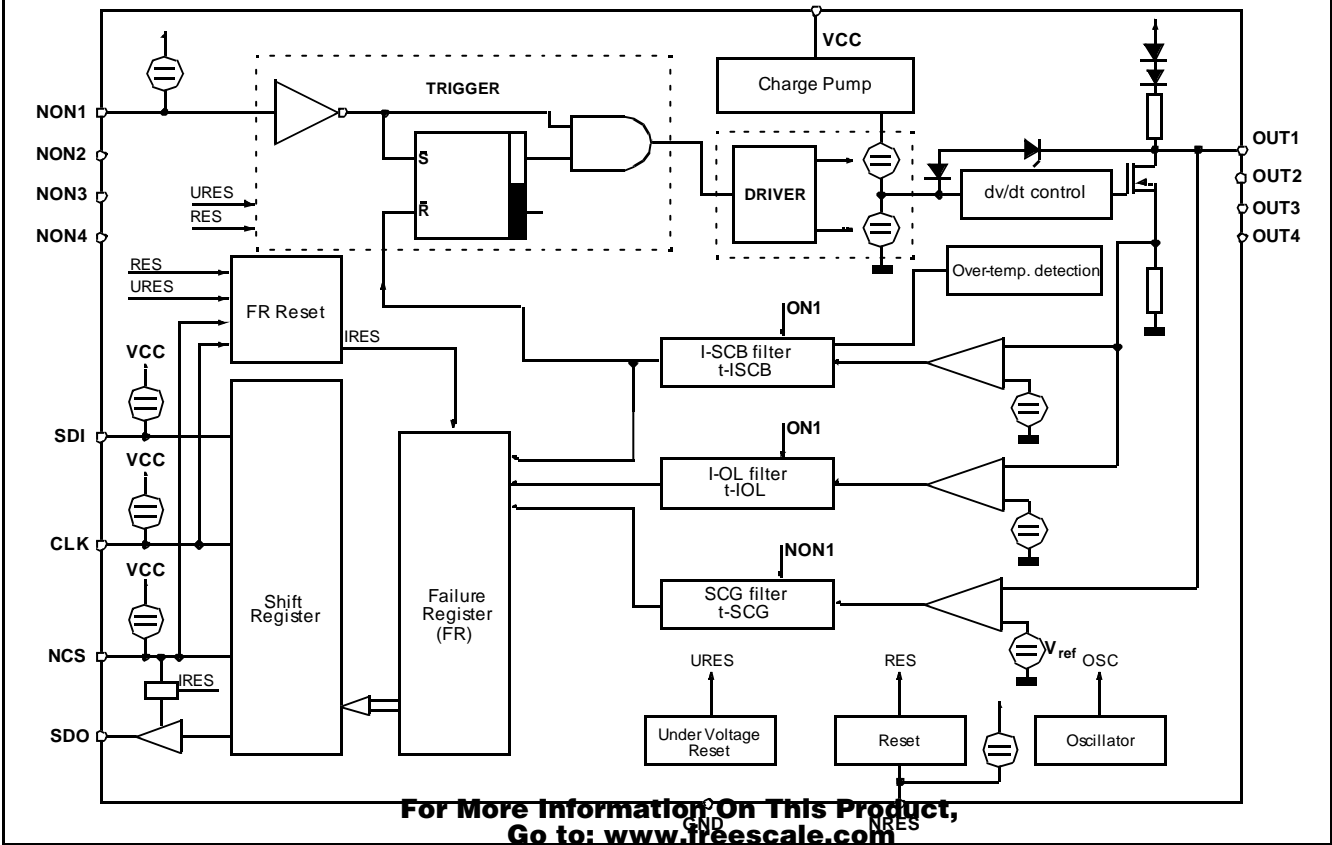 VCC
Charge Pump
TRIGGER
NON1
NON2
NON3
NON4
URES
RES
S̅
R̅
DRIVER
dv/dt control
OUT1
OUT2
OUT3
OUT4
Over-temp. detection
RES
URES
FR Reset
IRES
ON1
I-SCB filter
t-ISCB
VCC
SDI
VCC
CLK
VCC
NCS
IRES
SDO
Shift
Register
Failure
Register
(FR)
ON1
I-OL filter
t-IOL
NON1
SCG filter
t-SCG
Vref
URES
RES
OSC
Under Voltage
Reset
Reset
Oscillator
GND
NRES
For More Information On This Product,
Go to: www.freescale.com